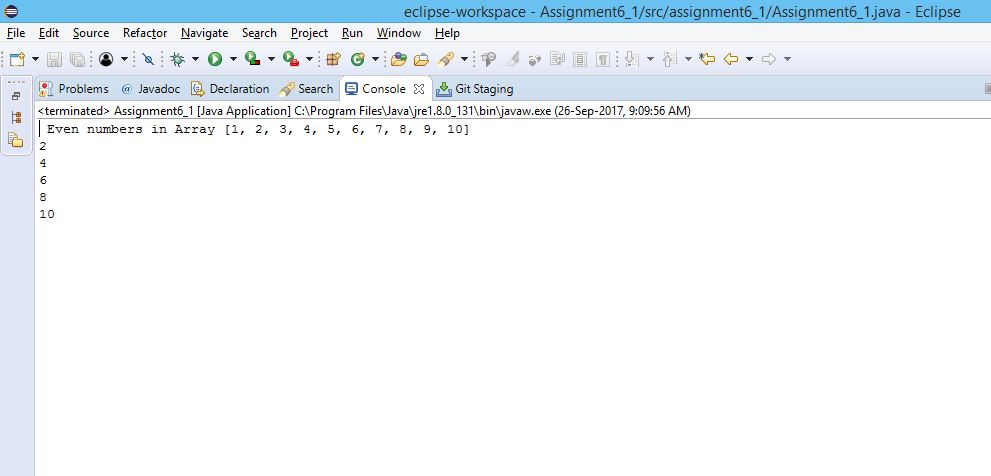 eclipse-workspace - Assignment6_1/src/assignment6_1/Assignment6_1.java - Eclipse
File Edit Source Refactor Navigate Search Project Run Window Help
Problems @ Javadoc Declaration Search Console Git Staging
<terminated> Assignment6_1 [Java Application] C:\Program Files\Java\jre1.8.0_131\bin\javaw.exe (26-Sep-2017, 9:09:56 AM)
Even numbers in Array [1, 2, 3, 4, 5, 6, 7, 8, 9, 10]
2
4
6
8
10